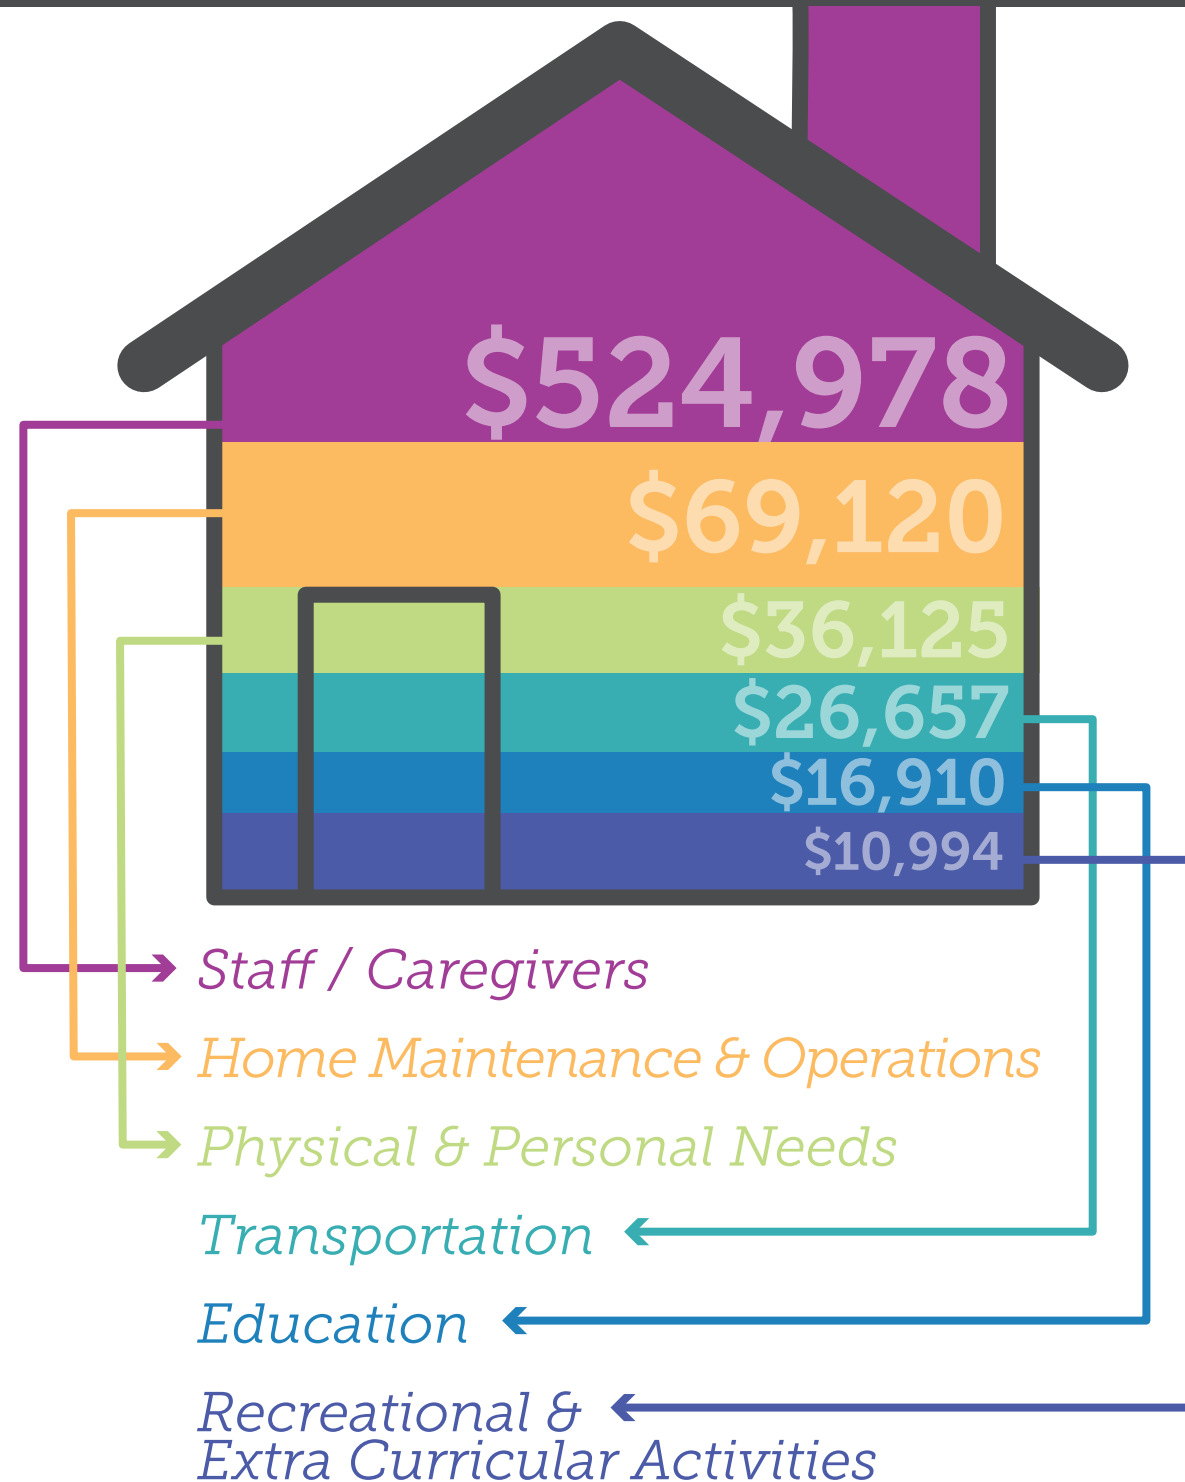 $524,978
$69,120
$36,125
$26,657
$16,910
$10,994
Staff / Caregivers
Home Maintenance & Operations
Physical & Personal Needs
Transportation
Education
Recreational &
Extra Curricular Activities